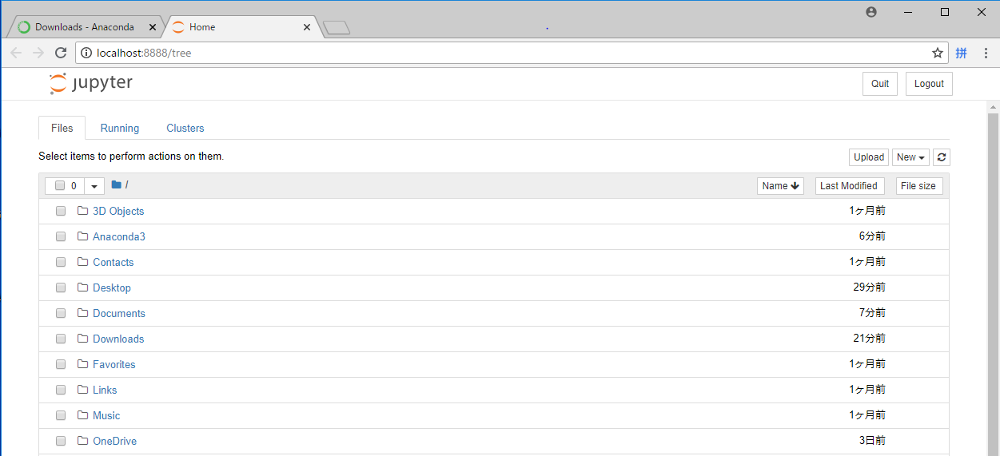 Downloads - Anaconda Home
localhost:8888/tree 拼
jupyter Quit Logout
Files Running Clusters
Select items to perform actions on them. Upload New
0 / Name Last Modified File size
3D Objects 1ヶ月前
Anaconda3 6分前
Contacts 1ヶ月前
Desktop 29分前
Documents 7分前
Downloads 21分前
Favorites 1ヶ月前
Links 1ヶ月前
Music 1ヶ月前
OneDrive 3日前